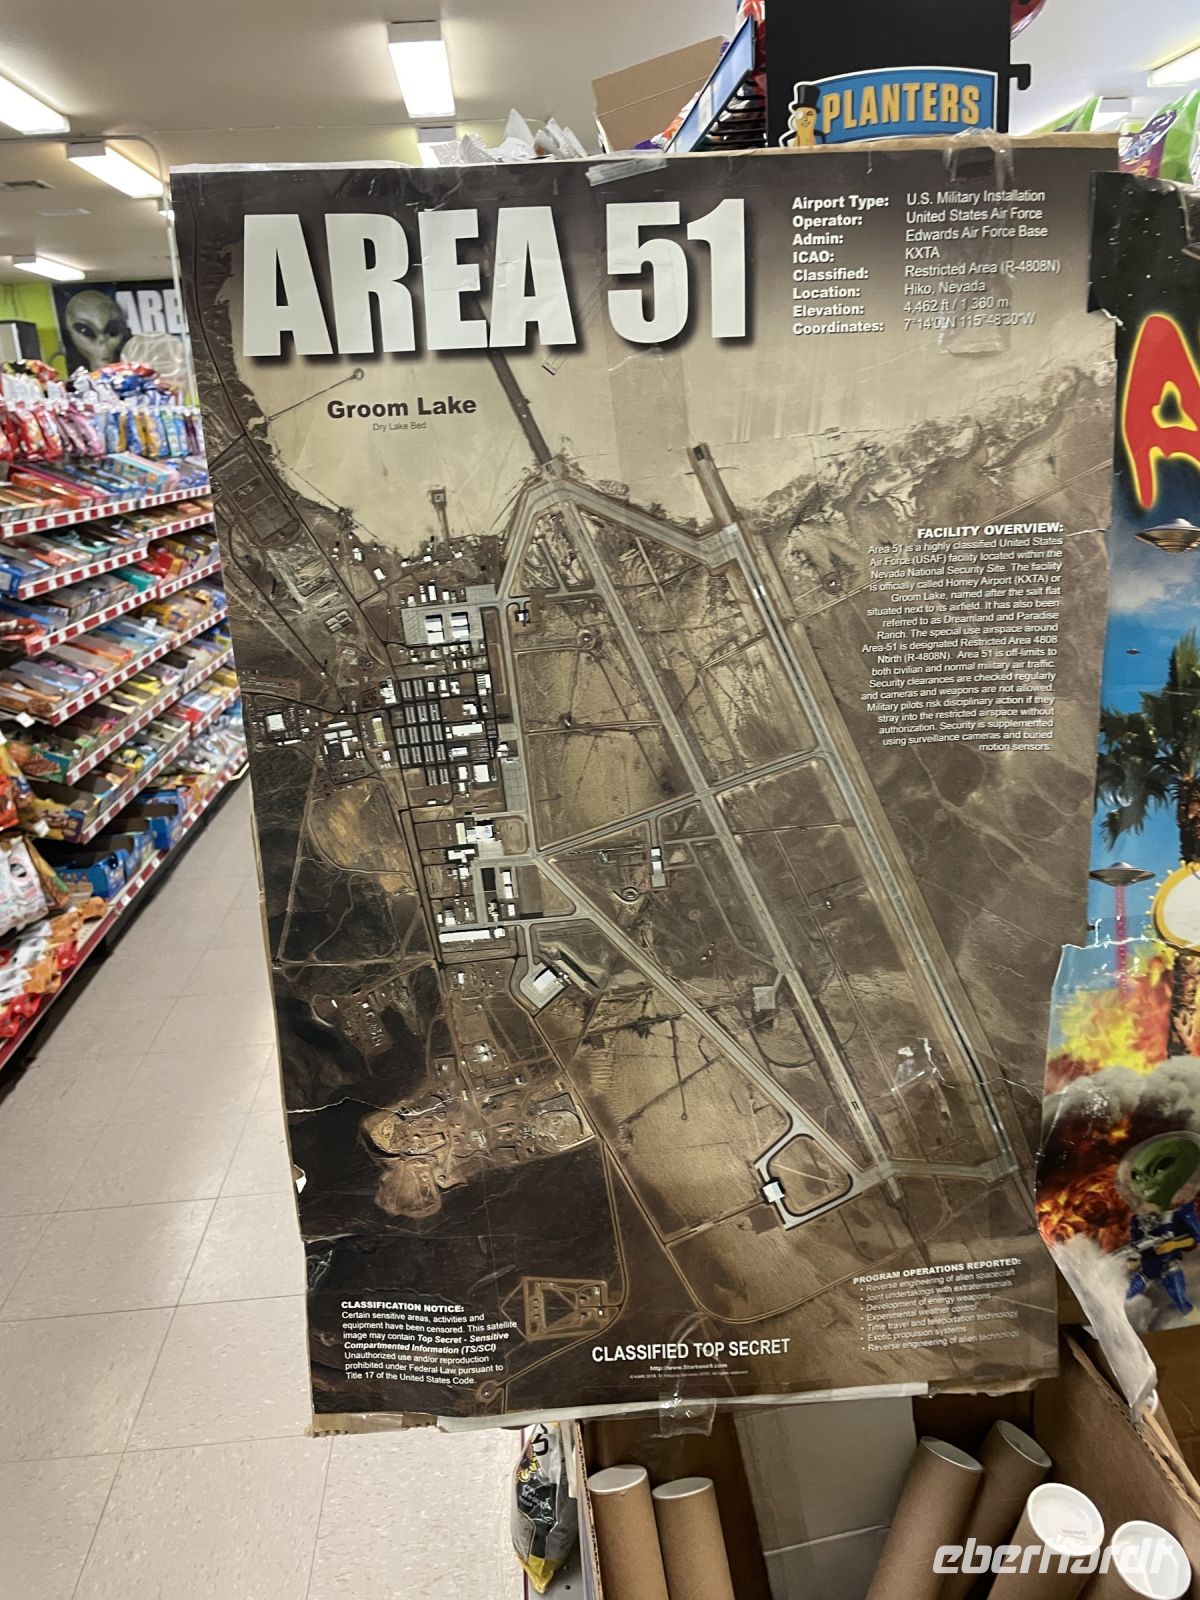 PLANTERS
AREA 51
Airport Type: U.S. Military Installation
Operator: United States Air Force
Admin: Edwards Air Force Base
ICAO: KXTA
Classified: Restricted Area (R-4808N)
Location: Hiko, Nevada
Elevation: 4,462 ft / 1,360 m
Coordinates: 7°14'0"N 115°48'30"W
ARE
Groom Lake
Dry Lake Bed
A
FACILITY OVERVIEW:
Area 51 is a highly classified United States
Air Force (USAF) facility located within the
Nevada National Security Site. The facility
is officially called Homey Airport (KXTA) or
Groom Lake, named after the salt flat
situated next to its airfield. It has also been
referred to as Dreamland and Paradise
Ranch. The special use airspace around
Area-51 is designated Restricted Area 4808
North (R-4808N). Area 51 is off-limits to
both civilian and normal military air traffic.
Security clearances are checked regularly
and cameras and weapons are not allowed.
Military pilots risk disciplinary action if they
stray into the restricted airspace without
authorization. Security is supplemented
using surveillance cameras and buried
motion sensors.
PROGRAM OPERATIONS REPORTED:
• Reverse engineering of alien spacecraft
• Joint undertakings with extraterrestrials
• Development of energy weapons
• Experimental weather control
• Time travel and teleportation technology
• Exotic propulsion systems
• Reverse engineering of alien technology
CLASSIFICATION NOTICE:
Certain sensitive areas, activities and
equipment have been censored. This satellite
image may contain Top Secret - Sensitive
Compartmented Information (TS/SCI)
Unauthorized use and/or reproduction
prohibited under Federal Law pursuant to
Title 17 of the United States Code.
CLASSIFIED TOP SECRET
eberhardt